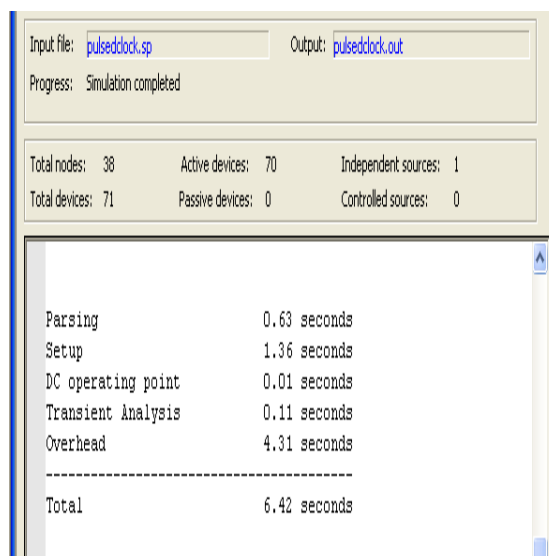 Input file: pulsedclock.sp Output: pulsedclock.out
Progress: Simulation completed
Total nodes: 38 Active devices: 70 Independent sources: 1
Total devices: 71 Passive devices: 0 Controlled sources: 0
Parsing 0.63 seconds
Setup 1.36 seconds
DC operating point 0.01 seconds
Transient Analysis 0.11 seconds
Overhead 4.31 seconds
-----------------------------------------
Total 6.42 seconds